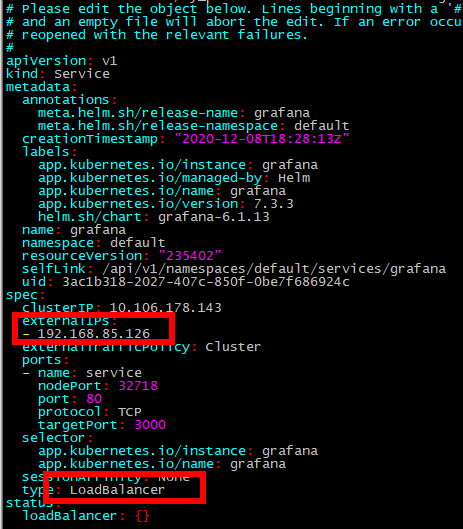 # Please edit the object below. Lines beginning with a '#
# and an empty file will abort the edit. If an error occu
# reopened with the relevant failures.
#
apiVersion: v1
kind: Service
metadata:
  annotations:
    meta.helm.sh/release-name: grafana
    meta.helm.sh/release-namespace: default
  creationTimestamp: "2020-12-08T18:28:13Z"
  labels:
    app.kubernetes.io/instance: grafana
    app.kubernetes.io/managed-by: Helm
    app.kubernetes.io/name: grafana
    app.kubernetes.io/version: 7.3.3
    helm.sh/chart: grafana-6.1.13
  name: grafana
  namespace: default
  resourceVersion: "235402"
  selfLink: /api/v1/namespaces/default/services/grafana
  uid: 3ac1b318-2027-407c-850f-0be7f686924c
spec:
  clusterIP: 10.106.178.143
  externalIPs:
  - 192.168.85.126
  externalTrafficPolicy: Cluster
  ports:
  - name: service
    nodePort: 32718
    port: 80
    protocol: TCP
    targetPort: 3000
  selector:
    app.kubernetes.io/instance: grafana
    app.kubernetes.io/name: grafana
  sessionAffinity: None
  type: LoadBalancer
status:
  loadBalancer: {}